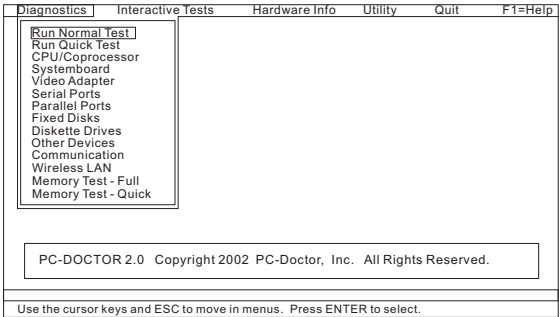 Diagnostics Interactive Tests Hardware Info Utility Quit F1=Help
Run Normal Test
Run Quick Test
CPU/Coprocessor
Systemboard
Video Adapter
Serial Ports
Parallel Ports
Fixed Disks
Diskette Drives
Other Devices
Communication
Wireless LAN
Memory Test - Full
Memory Test - Quick
PC-DOCTOR 2.0 Copyright 2002 PC-Doctor, Inc. All Rights Reserved.
Use the cursor keys and ESC to move in menus. Press ENTER to select.